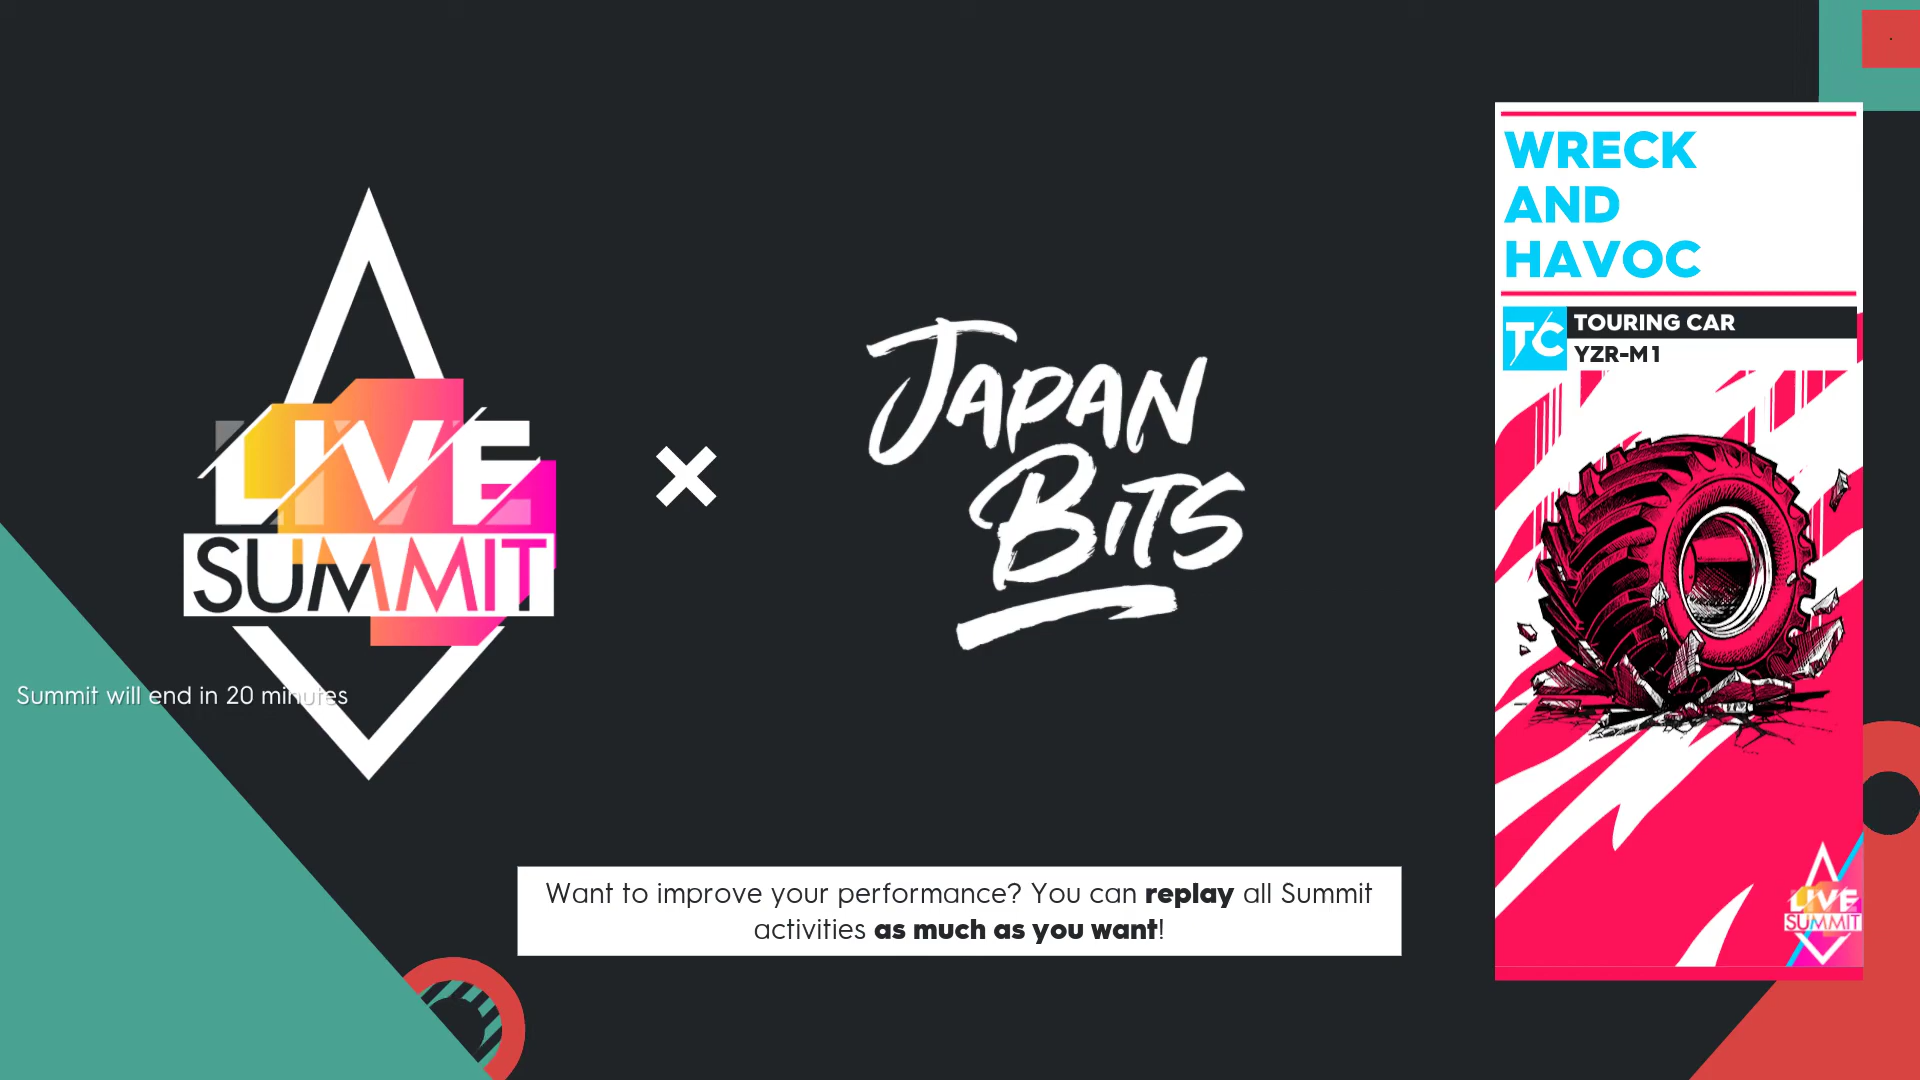 WRECK
AND
HAVOC
TC
TOURING CAR
YZR-M1
LIVE
SUMMIT
JAPAN
BITS
Summit will end in 20 minutes
Want to improve your performance? You can replay all Summit
activities as much as you want!
LIVE
SUMMIT